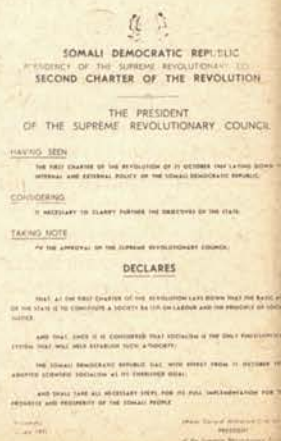 SOMALI DEMOCRATIC REPUBLIC
PRESIDENCY OF THE SUPREME REVOLUTIONARY
SECOND CHARTER OF THE REVOLUTION
THE PRESIDENT
OF THE SUPREME REVOLUTIONARY COUNCIL
HAVING SEEN
THE FIRST CHARTER OF THE REVOLUTION OF 21 OCTOBER 1969 LAYING DOWN
INTERNAL AND EXTERNAL POLICY OF THE SOMALI DEMOCRATIC REPUBLIC;
CONSIDERING
IT NECESSARY TO CLARIFY FURTHER THE OBJECTIVES OF THE STATE;
TAKING NOTE
OF THE APPROVAL OF THE SUPREME REVOLUTIONARY COUNCIL;
DECLARES
THAT, AS THE FIRST CHARTER OF THE REVOLUTION LAYS DOWN THAT THE BASIC
OF THE STATE IS TO CONSTITUTE A SOCIETY BASED ON LABOUR AND THE PRINCIPLE OF
JUSTICE
AND THAT, SINCE IT IS CONSIDERED THAT SOCIALISM IS THE ONLY PHILOSOPHICAL
SYSTEM THAT WILL HELP ESTABLISH SUCH A SOCIETY;
THE SOMALI DEMOCRATIC REPUBLIC HAS, WITH EFFECT FROM 21 OCTOBER
ADOPTED SCIENTIFIC SOCIALISM AS ITS CHERISHED GOAL;
AND SHALL TAKE ALL NECESSARY STEPS FOR ITS FULL IMPLEMENTATION FOR
PROGRESS AND PROSPERITY OF THE SOMALI PEOPLE
PRESIDENT
of the Supreme Revolutionary